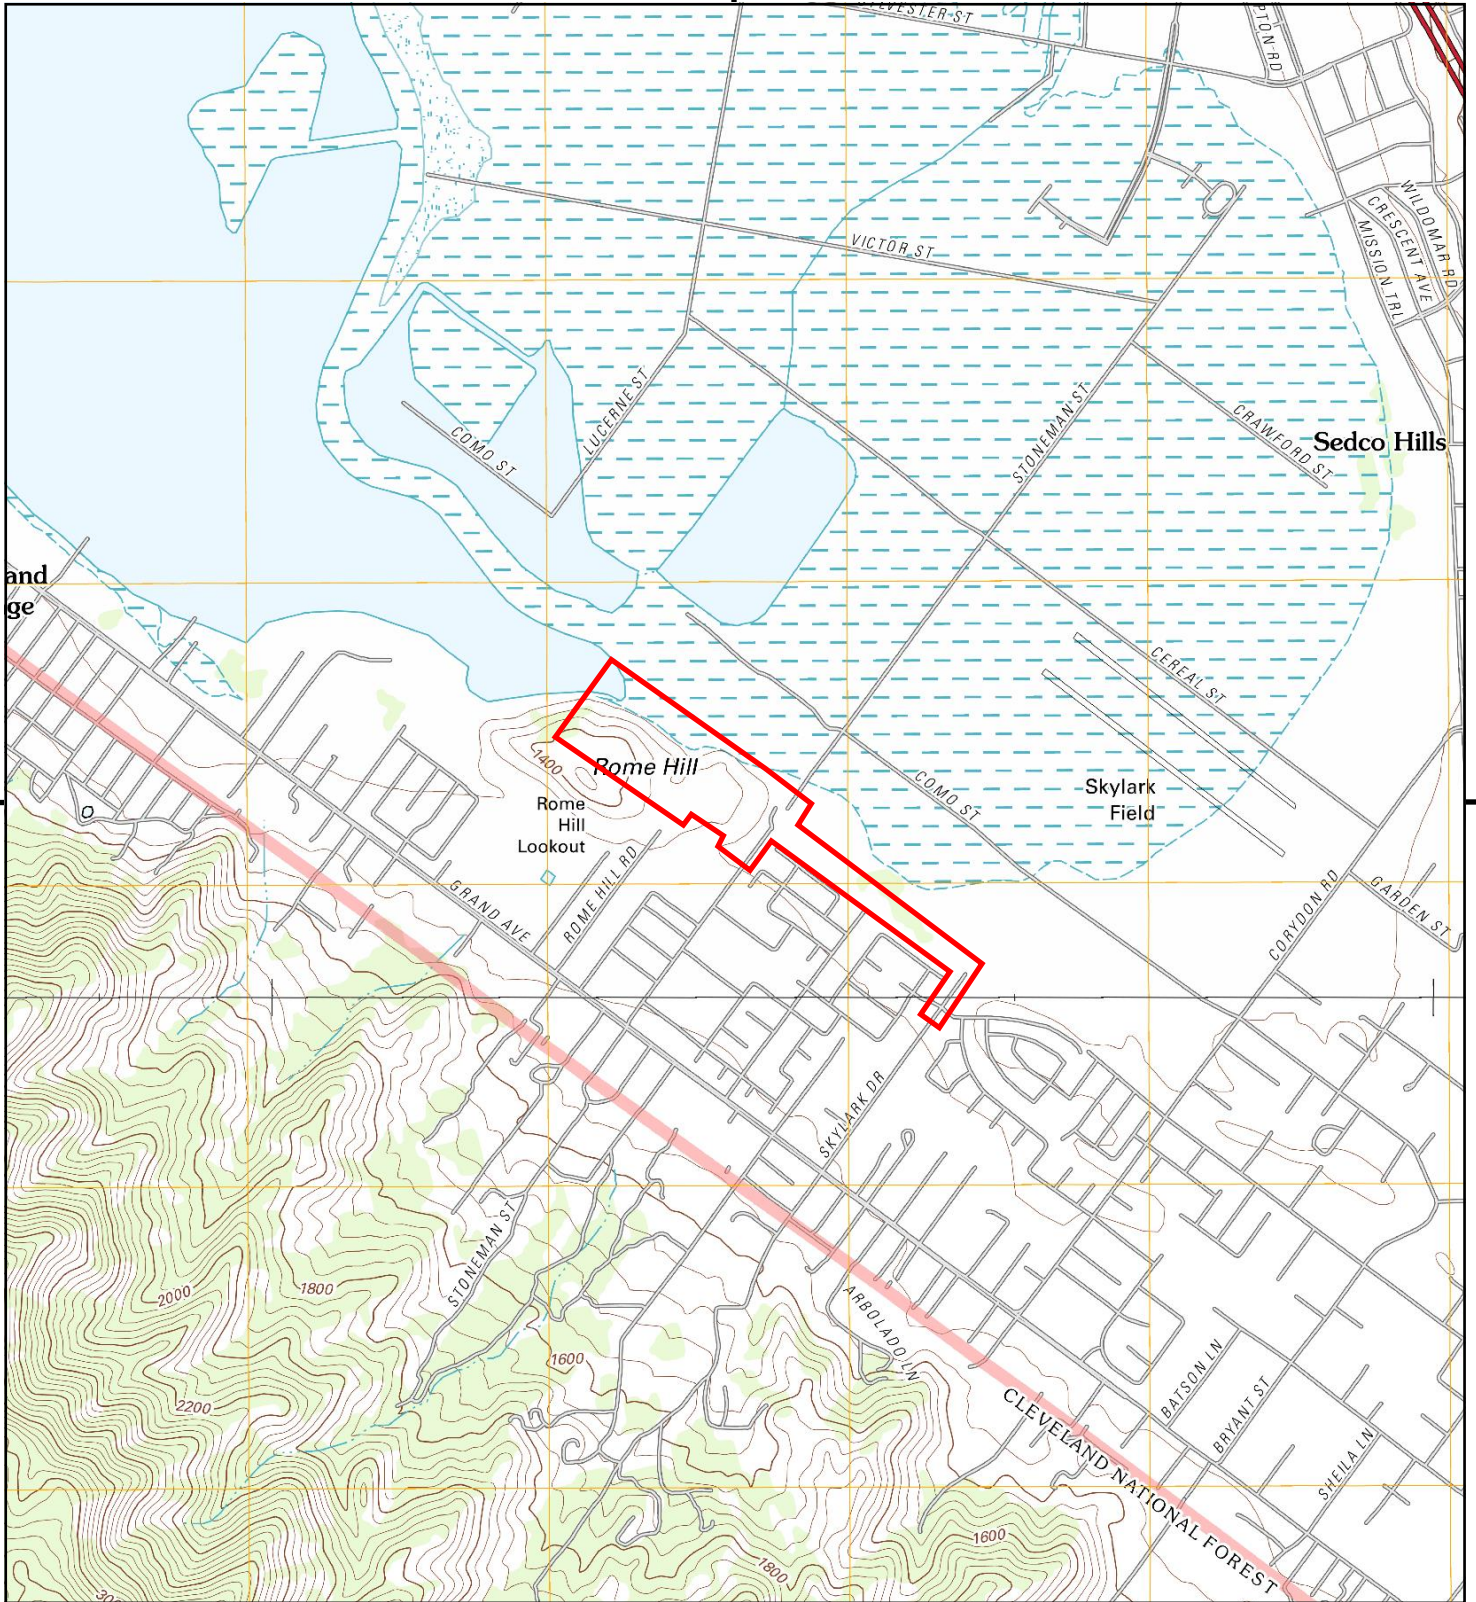 SYLVESTER ST
PTON RD
WILDOMAR RD
CRESCENT AVE
MISSION TRL
VICTOR ST
LUCERNE ST
COMO ST
STONEMAN ST
CRAWFORD ST
Sedco Hills
and
ge
CEREAL ST
Rome Hill
1400
Rome
Hill
Lookout
Skylark
Field
COMO ST
ROME HILL RD
GRAND AVE
CORYDON RD
GARDEN ST
SKYLARK DR
STONEMAN ST
2000
1800
ARBOLADO LN
1600
2200
BATSON LN
BRYANT ST
SHEILA LN
CLEVELAND NATIONAL FOREST
1600
1800